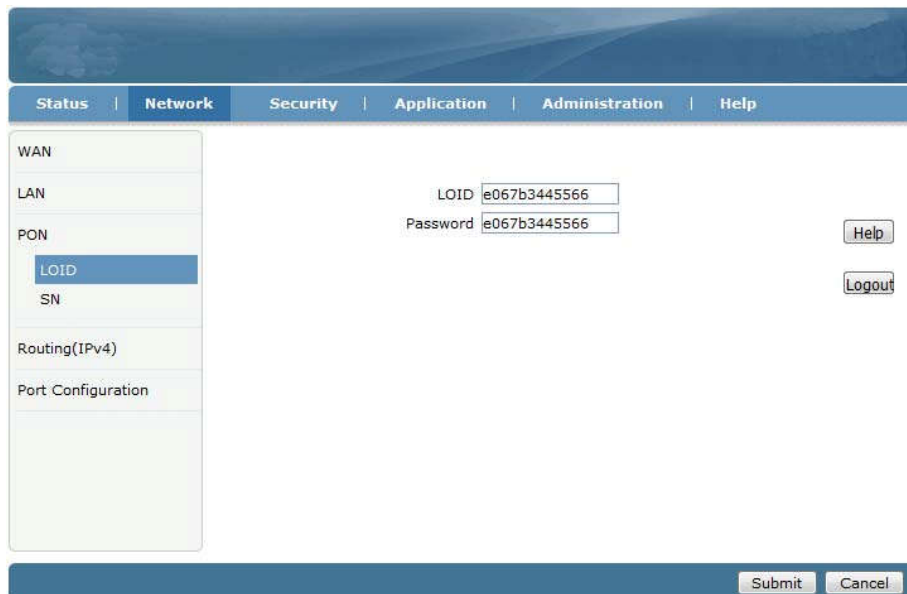 Status | Network Security | Application | Administration | Help
WAN
LAN
PON
LOID
SN
Routing(IPv4)
Port Configuration
LOID e067b3445566
Password e067b3445566
Help
Logout
Submit Cancel